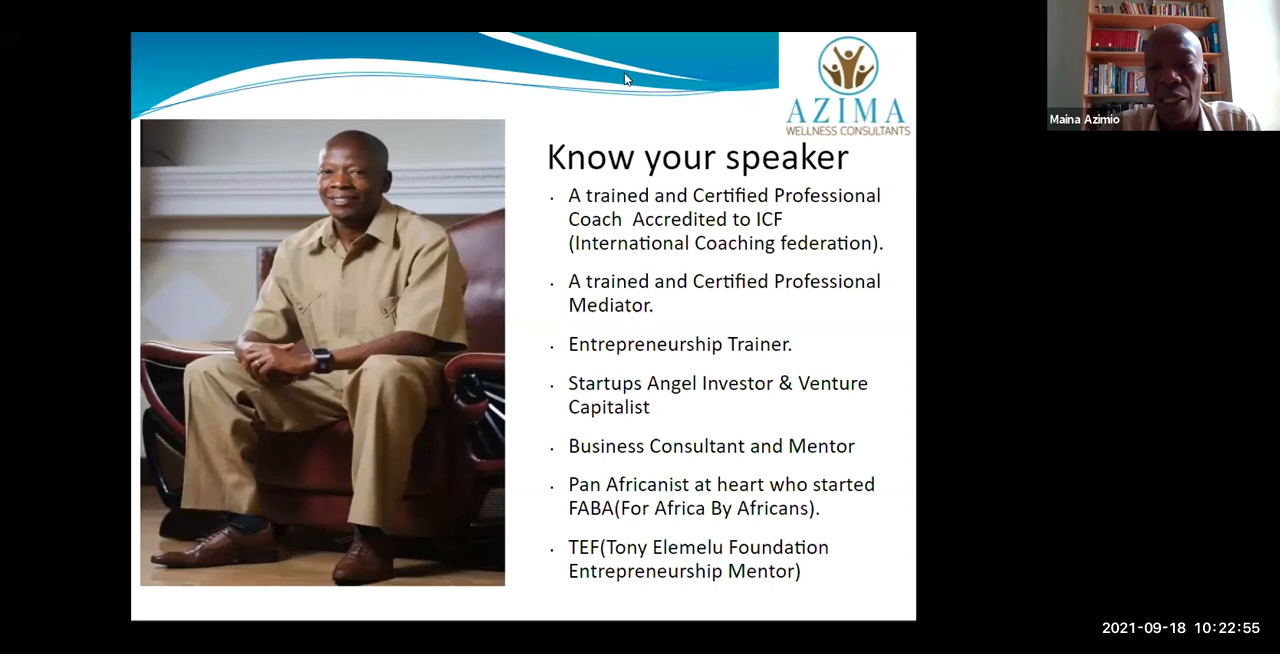 AZIMA
WELLNESS CONSULTANTS
Maina Azimio
Know your speaker
• A trained and Certified Professional
Coach  Accredited to ICF
(International Coaching federation).
• A trained and Certified Professional
Mediator.
• Entrepreneurship Trainer.
• Startups Angel Investor & Venture
Capitalist
• Business Consultant and Mentor
• Pan Africanist at heart who started
FABA(For Africa By Africans).
• TEF(Tony Elemelu Foundation
Entrepreneurship Mentor)
2021-09-18 10:22:55